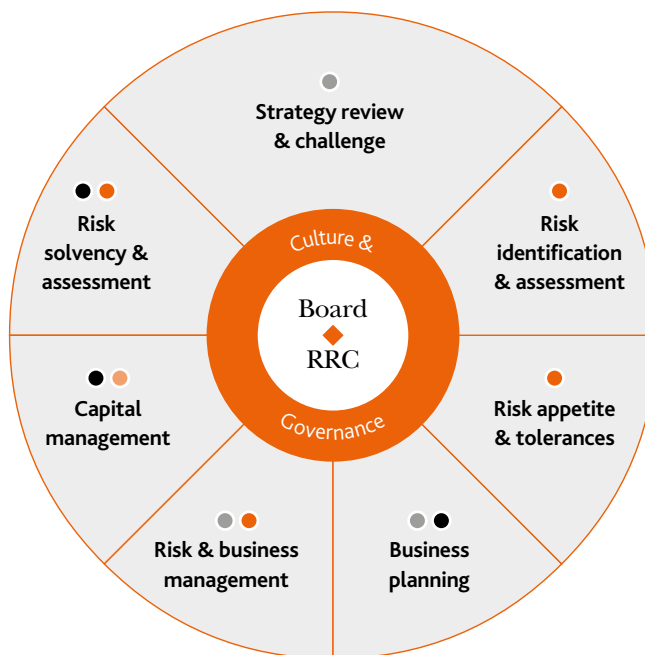 Strategy review
& challenge
Risk
identification
& assessment
Risk appetite
& tolerances
Business
planning
Risk & business
management
Capital
management
Risk
solvency &
assessment
Culture &
Governance
Board
RRC